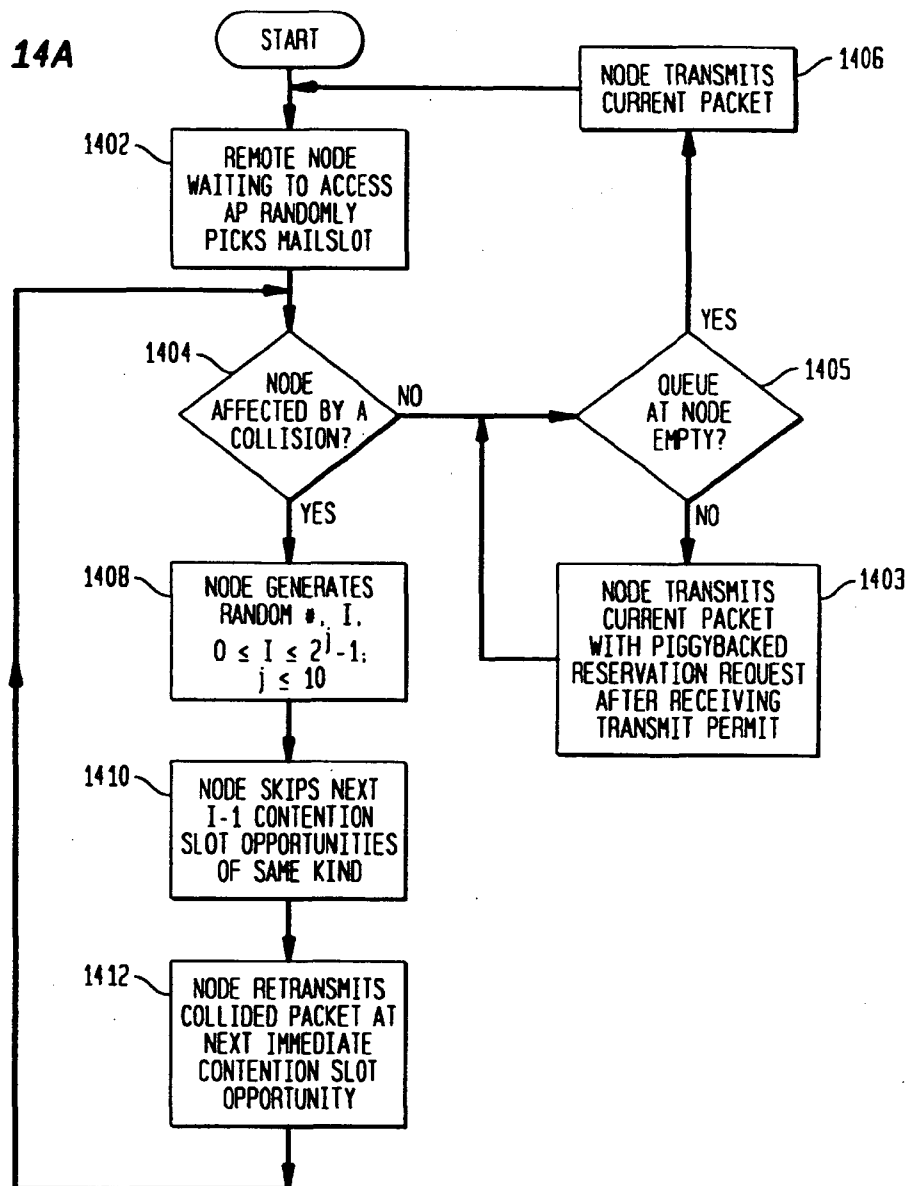 14A
START
1406
NODE TRANSMITS
CURRENT PACKET
1402
REMOTE NODE
WAITING TO ACCESS
AP RANDOMLY
PICKS MAILSLOT
1404
NODE
AFFECTED BY A
COLLISION?
NO
YES
1405
QUEUE
AT NODE
EMPTY?
YES
NO
1408
NODE GENERATES
RANDOM #, I,
0 ≤ I ≤ 2^j-1;
j ≤ 10
1403
NODE TRANSMITS
CURRENT PACKET
WITH PIGGYBACKED
RESERVATION REQUEST
AFTER RECEIVING
TRANSMIT PERMIT
1410
NODE SKIPS NEXT
I-1 CONTENTION
SLOT OPPORTUNITIES
OF SAME KIND
1412
NODE RETRANSMITS
COLLIDED PACKET AT
NEXT IMMEDIATE
CONTENTION SLOT
OPPORTUNITY